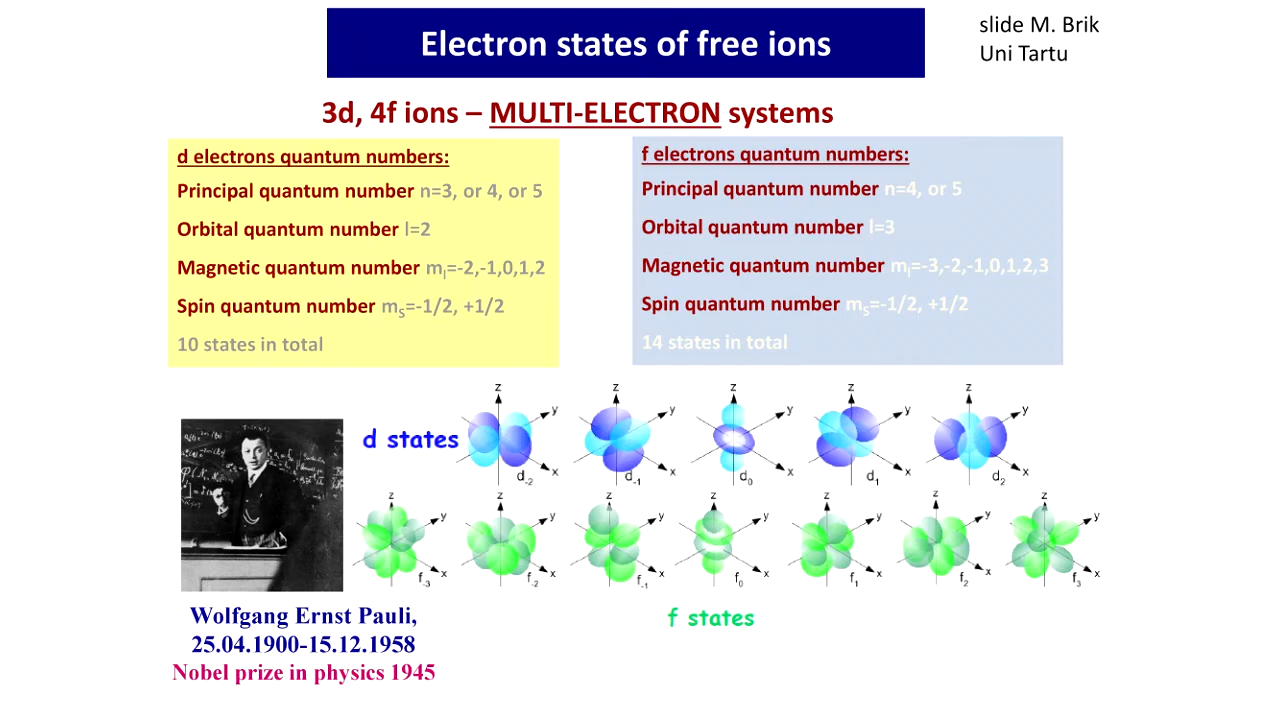 Electron states of free ions
slide M. Brik
Uni Tartu
3d, 4f ions – MULTI-ELECTRON systems
d electrons quantum numbers:
Principal quantum number n=3, or 4, or 5
Orbital quantum number l=2
Magnetic quantum number ml=-2,-1,0,1,2
Spin quantum number mS=-1/2, +1/2
10 states in total
f electrons quantum numbers:
Principal quantum number n=4, or 5
Orbital quantum number l=3
Magnetic quantum number ml=-3,-2,-1,0,1,2,3
Spin quantum number mS=-1/2, +1/2
14 states in total
d states
z y x d-2
z y x d-1
z y x d0
z y x d1
z y x d2
z y x f-3
z y x f-2
z y x f-1
z y x f0
z y x f1
z y x f2
z y x f3
f states
Wolfgang Ernst Pauli,
25.04.1900-15.12.1958
Nobel prize in physics 1945